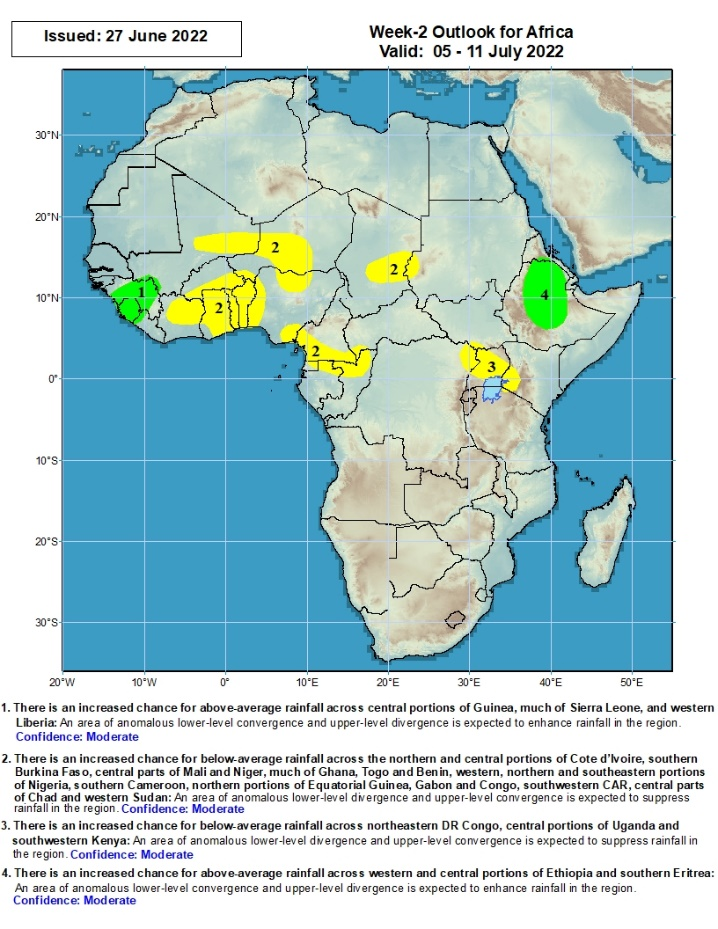 Issued: 27 June 2022
Week-2 Outlook for Africa
Valid: 05 - 11 July 2022
30°N
20°N
10°N
0°
10°S
20°S
30°S
2
2
1
2
4
2
3
20°W
10°W
0°
10°E
20°E
30°E
40°E
50°E
1. There is an increased chance for above-average rainfall across central portions of Guinea, much of Sierra Leone, and western
Liberia: An area of anomalous lower-level convergence and upper-level divergence is expected to enhance rainfall in the region.
Confidence: Moderate
2. There is an increased chance for below-average rainfall across the northern and central portions of Cote d'Ivoire, southern
Burkina Faso, central parts of Mali and Niger, much of Ghana, Togo and Benin, western, northern and southeastern portions
of Nigeria, southern Cameroon, northern portions of Equatorial Guinea, Gabon and Congo, southwestern CAR, central parts
of Chad and western Sudan: An area of anomalous lower-level divergence and upper-level convergence is expected to suppress
rainfall in the region. Confidence: Moderate
3. There is an increased chance for below-average rainfall across northeastern DR Congo, central portions of Uganda and
southwestern Kenya: An area of anomalous lower-level divergence and upper-level convergence is expected to suppress rainfall in
the region. Confidence: Moderate
4. There is an increased chance for above-average rainfall across western and central portions of Ethiopia and southern Eritrea:
An area of anomalous lower-level convergence and upper-level divergence is expected to enhance rainfall in the region.
Confidence: Moderate